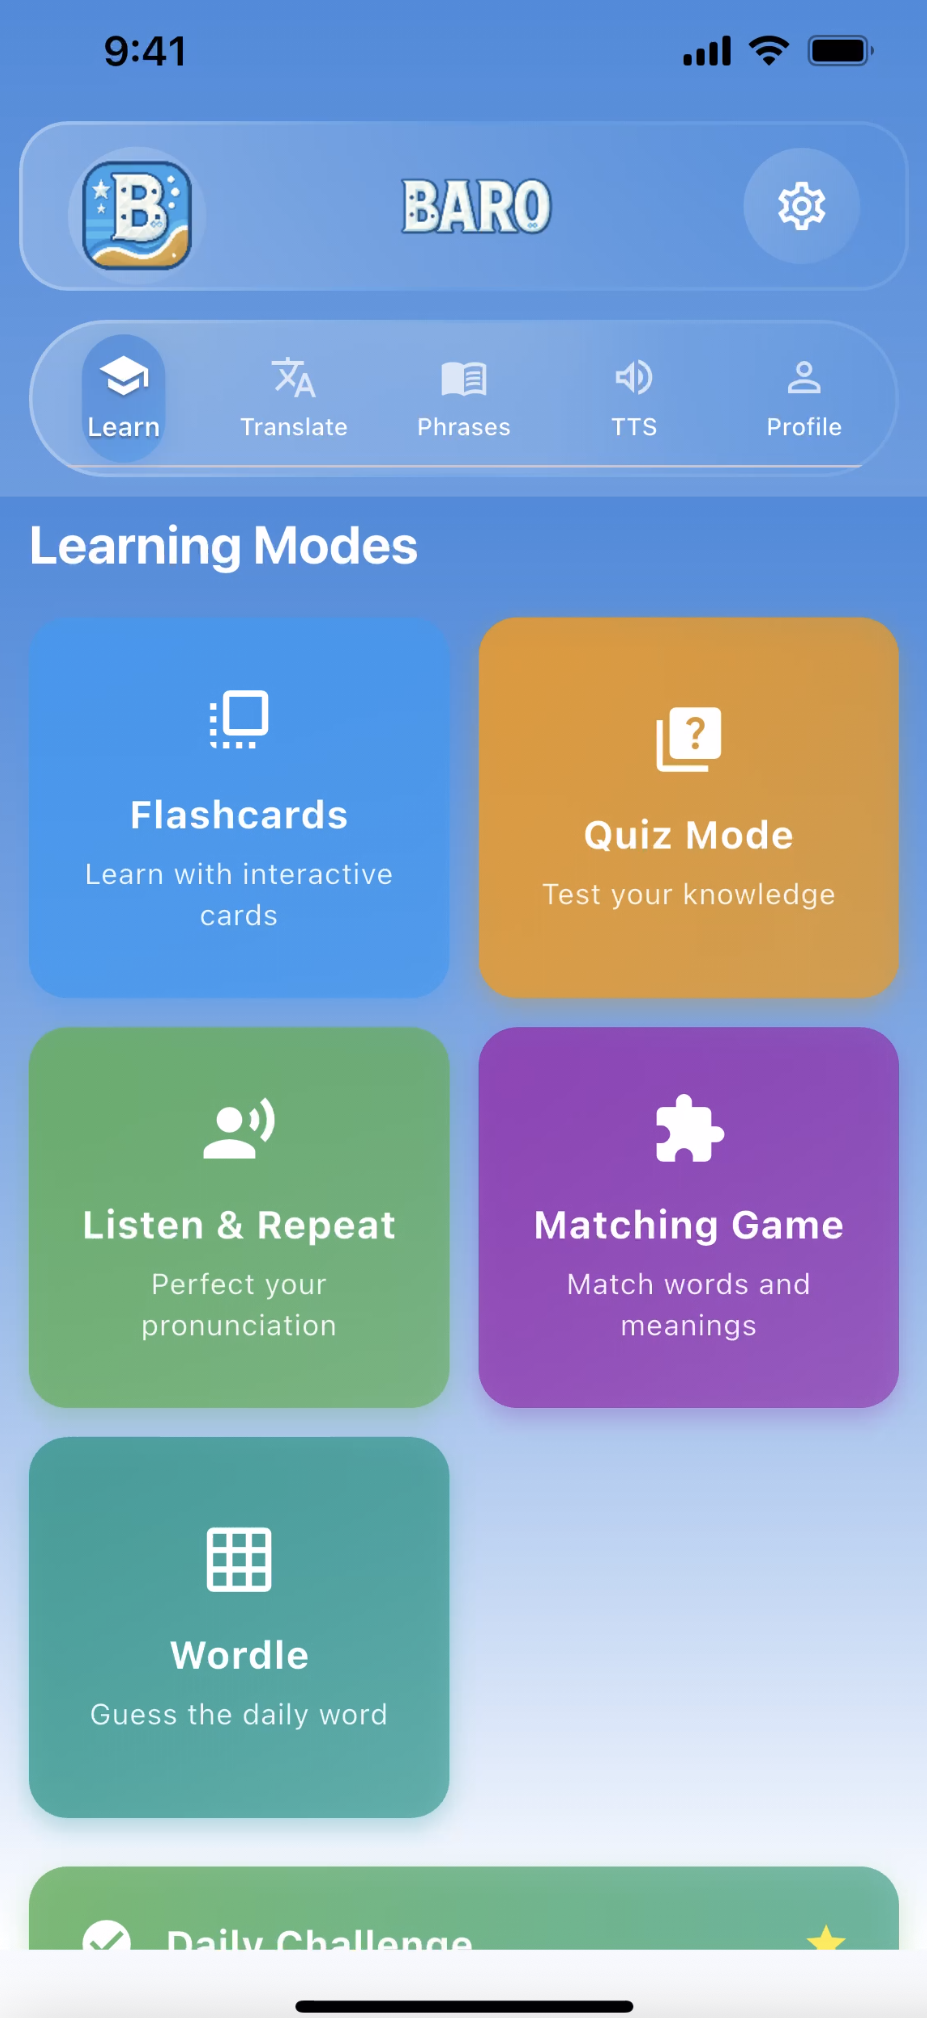 9:41
B
BARO
Learn
Translate
Phrases
TTS
Profile
Learning Modes
Flashcards
Learn with interactive
cards
Quiz Mode
Test your knowledge
Listen & Repeat
Perfect your
pronunciation
Matching Game
Match words and
meanings
Wordle
Guess the daily word
Daily Challenge